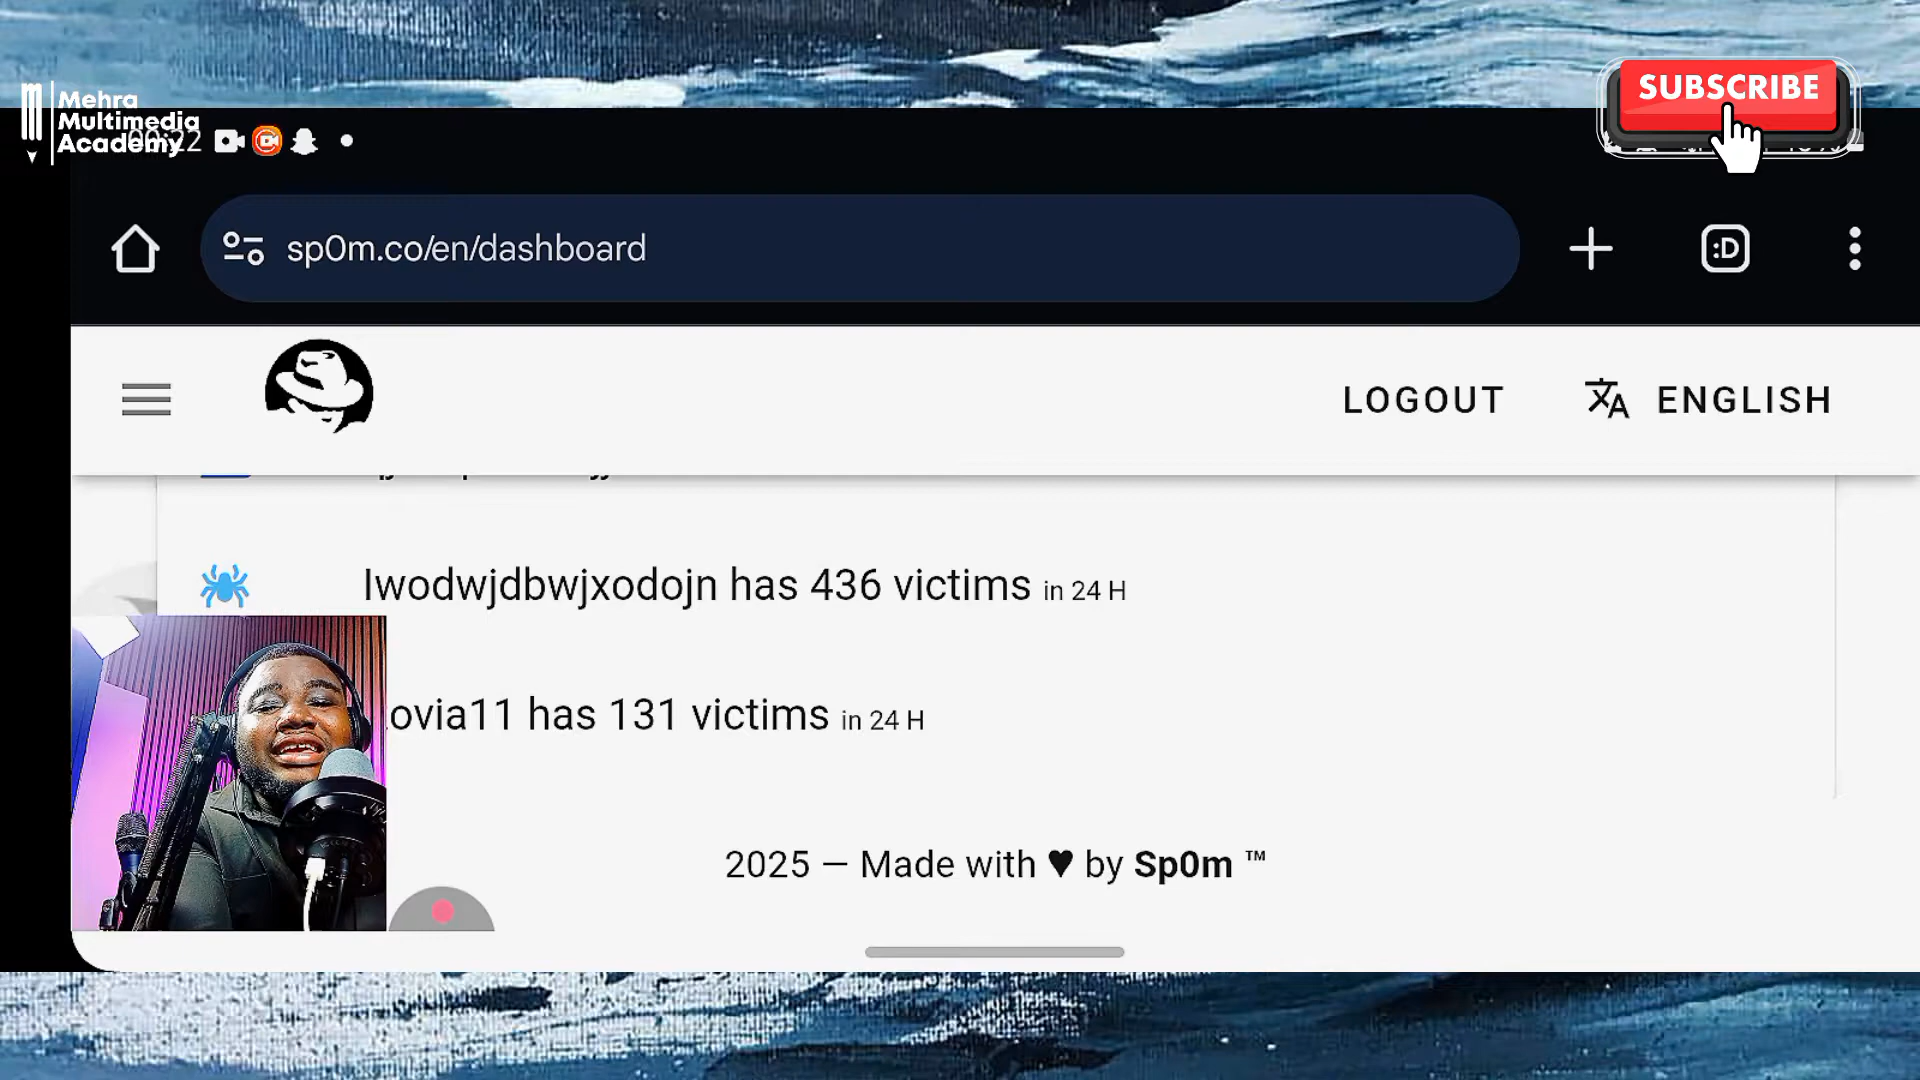 Mehra
Multimedia
Academy
SUBSCRIBE
sp0m.co/en/dashboard
:D
LOGOUT
ENGLISH
Iwodwjdbwjxodojn has 436 victims in 24 H
ovia11 has 131 victims in 24 H
2025 — Made with ♥ by Sp0m ™